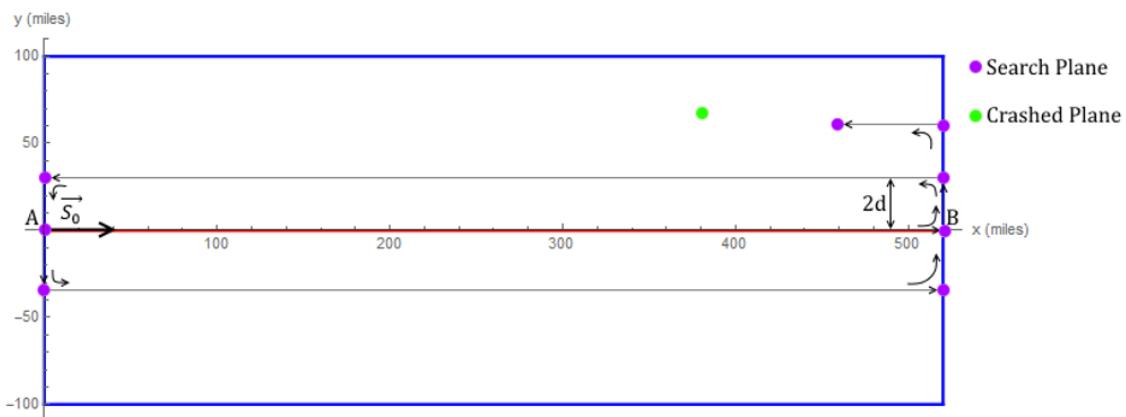 y (miles)
100
Search Plane
Crashed Plane
50
2d
A
S₀
B
x (miles)
100
200
300
400
500
−50
−100